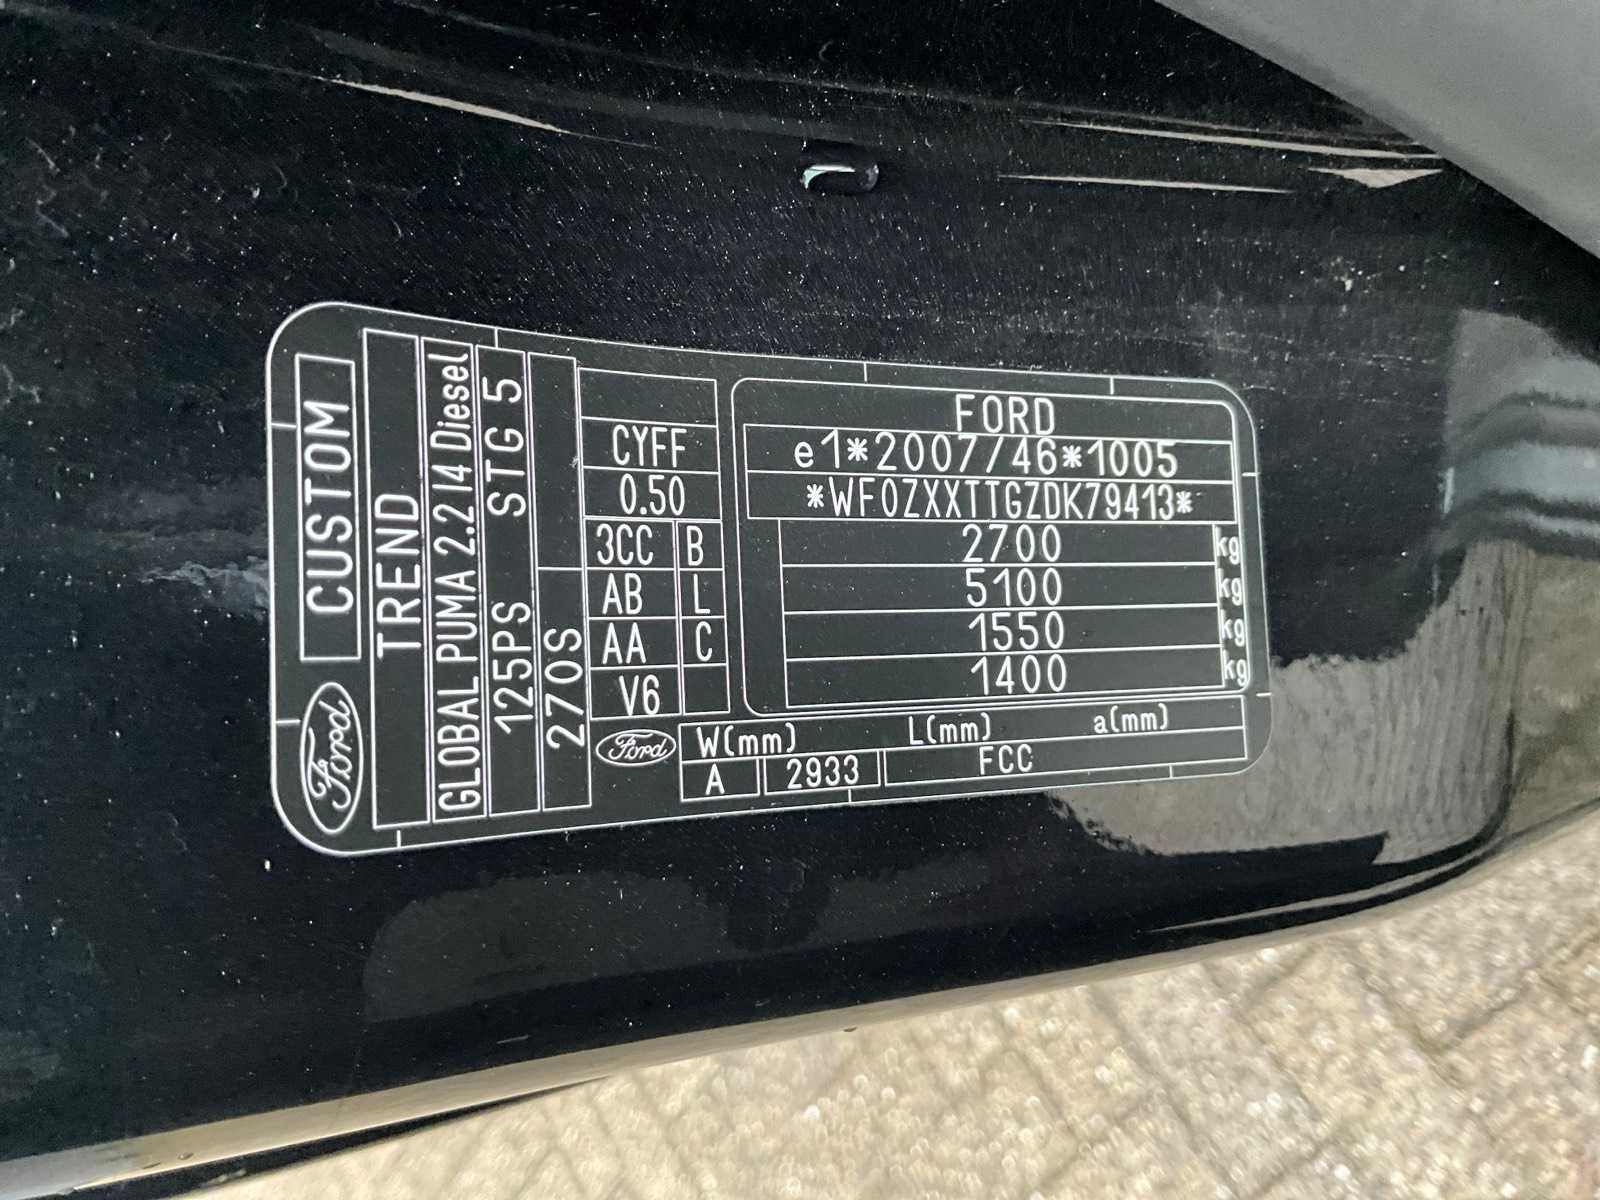 Ford
CUSTOM
TREND
GLOBAL PUMA 2.2 I4 Diesel
125PS STG 5
270S
CYFF
0.50
3CC B
AB L
AA C
V6
Ford
FORD
e1*2007/46*1005
*WF0ZXXTTGZDK79413*
2700 kg
5100 kg
1550 kg
1400 kg
W(mm) L(mm) a(mm)
A 2933 FCC